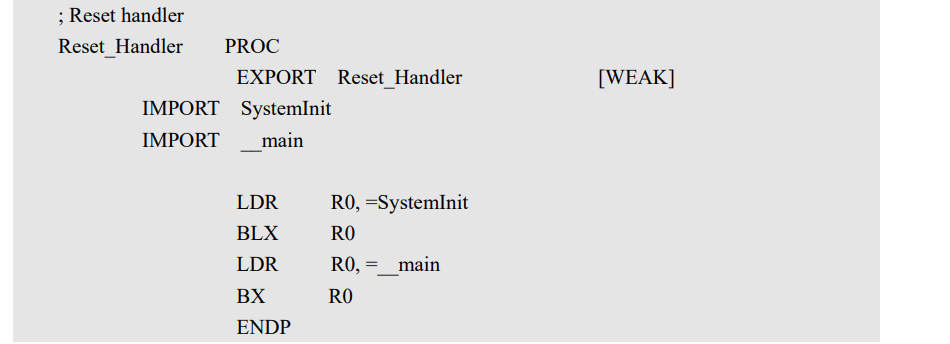 ; Reset handler
Reset_Handler PROC
EXPORT Reset_Handler [WEAK]
IMPORT SystemInit
IMPORT __main
LDR R0, =SystemInit
BLX R0
LDR R0, =__main
BX R0
ENDP